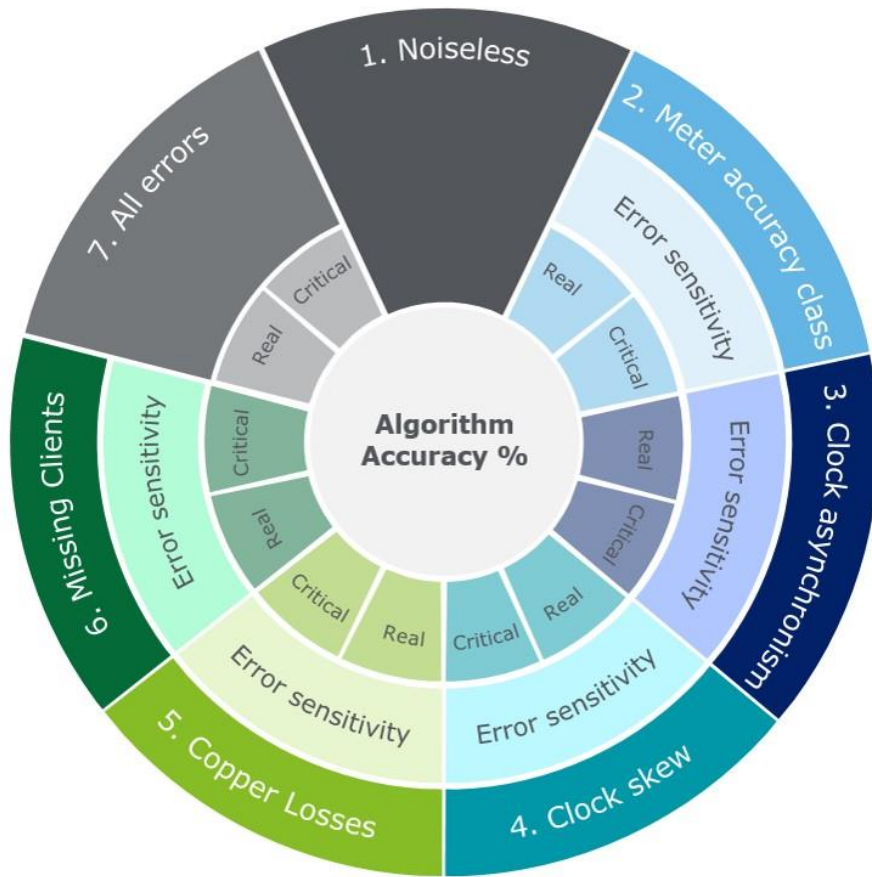 1. Noiseless
2. Meter accuracy class
Error sensitivity
Real
Critical
3. Clock asynchronism
Error sensitivity
Real
Critical
4. Clock skew
Error sensitivity
Real
Critical
5. Copper Losses
Error sensitivity
Real
Critical
6. Missing Clients
Error sensitivity
Real
Critical
7. All errors
Real
Critical
Algorithm
Accuracy %